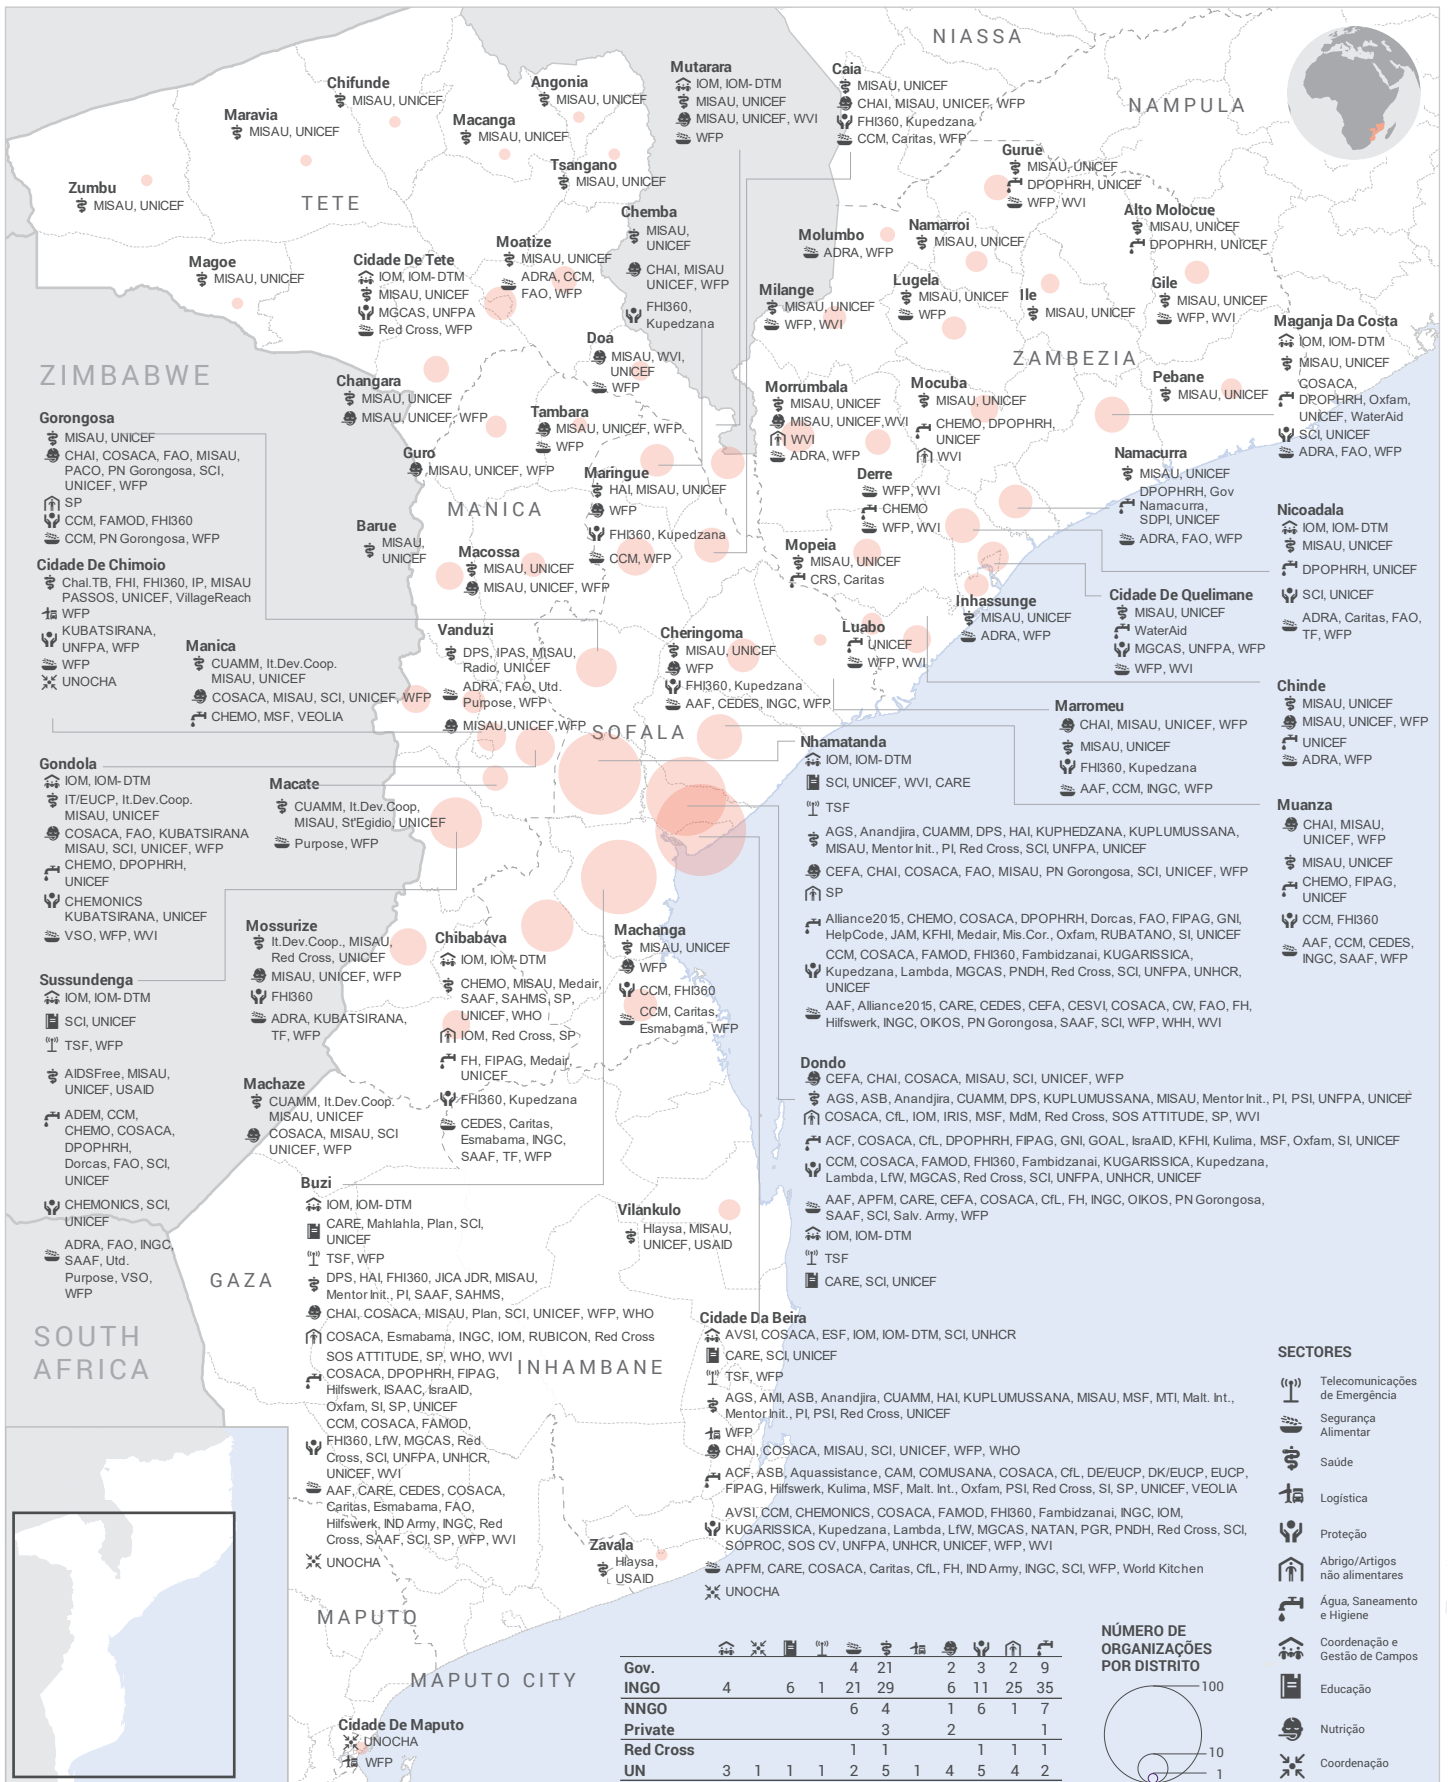 NIASSA
NAMPULA
TETE
ZIMBABWE
ZAMBEZIA
MANICA
SOFALA
GAZA
SOUTH
AFRICA
INHAMBANE
MAPUTO
MAPUTO CITY
Chifunde
MISAU, UNICEF
Maravia
MISAU, UNICEF
Angonia
MISAU, UNICEF
Macanga
MISAU, UNICEF
Tsangano
MISAU, UNICEF
Zumbu
MISAU, UNICEF
Magoe
MISAU, UNICEF
Mutarara
IOM, IOM-DTM
MISAU, UNICEF
MISAU, UNICEF, WVI
WFP
Caia
MISAU, UNICEF
CHAI, MISAU, UNICEF, WFP
FHI360, Kupedzana
CCM, Caritas, WFP
Gurue
MISAU-UNICEF
DPOPHRH, UNICEF
WFP, WVI
Alto Molocue
MISAU, UNICEF
DPOPHRH, UNICEF
Chemba
MISAU,
UNICEF
CHAI, MISAU
UNICEF, WFP
FHI360,
Kupedzana
Moatize
MISAU, UNICEF
ADRA, CCM,
FAO, WFP
Cidade De Tete
IOM, IOM-DTM
MISAU, UNICEF
MGCAS, UNFPA
Red Cross, WFP
Molumbo
ADRA, WFP
Namarroi
MISAU, UNICEF
Lugela
MISAU, UNICEF
WFP
Ile
MISAU, UNICEF
Gile
MISAU, UNICEF
WFP, WVI
Milange
MISAU, UNICEF
WFP, WVI
Maganja Da Costa
IOM, IOM-DTM
MISAU, UNICEF
COSACA,
DPOPHRH, Oxfam,
UNICEF, WaterAid
SCI, UNICEF
ADRA, FAO, WFP
Doa
MISAU, WVI,
UNICEF
WFP
Changara
MISAU, UNICEF
MISAU, UNICEF, WFP
Tambara
MISAU, UNICEF, WFP
WFP
Morrumbala
MISAU, UNICEF
MISAU, UNICEF,WVI
WVI
ADRA, WFP
Mocuba
MISAU, UNICEF
CHEMO, DPOPHRH,
UNICEF
WVI
Pebane
MISAU, UNICEF
Gorongosa
MISAU, UNICEF
CHAI, COSACA, FAO, MISAU,
PACO, PN Gorongosa, SCI,
UNICEF, WFP
SP
CCM, FAMOD, FHI360
CCM, PN Gorongosa, WFP
Guro
MISAU, UNICEF, WFP
Maringue
HAI, MISAU, UNICEF
WFP
FHI360, Kupedzana
CCM, WFP
Derre
WFP, WVI
CHEMO
WFP, WVI
Namacurra
MISAU, UNICEF
DPOPHRH, Gov
Namacurra,
SDPI, UNICEF
ADRA, FAO, WFP
Nicoadala
IOM, IOM-DTM
MISAU, UNICEF
DPOPHRH, UNICEF
SCI, UNICEF
ADRA, Caritas, FAO,
TF, WFP
Barue
MISAU,
UNICEF
Macossa
MISAU, UNICEF
MISAU, UNICEF, WFP
Mopeia
MISAU, UNICEF
CRS, Caritas
Cidade De Chimoio
Chal.TB, FHI, FHI360, IP, MISAU
PASSOS, UNICEF, VillageReach
WFP
KUBATSIRANA,
UNFPA, WFP
WFP
UNOCHA
Inhassunge
MISAU, UNICEF
ADRA, WFP
Cidade De Quelimane
MISAU, UNICEF
WaterAid
MGCAS, UNFPA, WFP
WFP, WVI
Manica
CUAMM, It.Dev.Coop.
MISAU, UNICEF
COSACA, MISAU, SCI, UNICEF, WFP
CHEMO, MSF, VEOLIA
Vanduzi
DPS, IPAS, MISAU,
Radio, UNICEF
ADRA, FAO, Utd.
Purpose, WFP
MISAU,UNICEF,WFP
Cheringoma
MISAU, UNICEF
WFP
FHI360, Kupedzana
AAF, CEDES, INGC, WFP
Luabo
UNICEF
WFP, WVI
Chinde
MISAU, UNICEF
MISAU, UNICEF, WFP
UNICEF
ADRA, WFP
Marromeu
CHAI, MISAU, UNICEF, WFP
MISAU, UNICEF
FHI360, Kupedzana
AAF, CCM, INGC, WFP
Gondola
IOM, IOM-DTM
IT/EUCP, It.Dev.Coop.
MISAU, UNICEF
COSACA, FAO, KUBATSIRANA
MISAU, SCI, UNICEF, WFP
CHEMO, DPOPHRH,
UNICEF
CHEMONICS
KUBATSIRANA, UNICEF
VSO, WFP, WVI
Macate
CUAMM, It.Dev.Coop,
MISAU, St'Egidio, UNICEF
Purpose, WFP
Nhamatanda
IOM, IOM-DTM
SCI, UNICEF, WVI, CARE
TSF
AGS, Anandjira, CUAMM, DPS, HAI, KUPHEDZANA, KUPLUMUSSANA,
MISAU, Mentor Init., PI, Red Cross, SCI, UNFPA, UNICEF
CEFA, CHAI, COSACA, FAO, MISAU, PN Gorongosa, SCI, UNICEF, WFP
SP
Alliance2015, CHEMO, COSACA, DPOPHRH, Dorcas, FAO, FIPAG, GNI,
HelpCode, JAM, KFHI, Medair, Mis.Cor., Oxfam, RUBATANO, SI, UNICEF
CCM, COSACA, FAMOD, FHI360, Fambidzanai, KUGARISSICA,
Kupedzana, Lambda, MGCAS, PNDH, Red Cross, SCI, UNFPA, UNHCR,
UNICEF
AAF, Alliance2015, CARE, CEDES, CEFA, CESVI, COSACA, CW, FAO, FH,
Hilfswerk, INGC, OIKOS, PN Gorongosa, SAAF, SCI, WFP, WHH, WVI
Muanza
CHAI, MISAU,
UNICEF, WFP
MISAU, UNICEF
CHEMO, FIPAG,
UNICEF
CCM, FHI360
AAF, CCM, CEDES,
INGC, SAAF, WFP
Mossurize
It.Dev.Coop., MISAU,
Red Cross, UNICEF
MISAU, UNICEF, WFP
FHI360
ADRA, KUBATSIRANA,
TF, WFP
Chibabava
IOM, IOM-DTM
CHEMO, MISAU, Medair,
SAAF, SAHMS, SP,
UNICEF, WHO
IOM, Red Cross, SP
FH, FIPAG, Medair,
UNICEF
FHI360, Kupedzana
CEDES, Caritas,
Esmabama, INGC,
SAAF, TF, WFP
Machanga
MISAU, UNICEF
WFP
CCM, FHI360
CCM, Caritas,
Esmabama, WFP
Sussundenga
IOM, IOM-DTM
SCI, UNICEF
TSF, WFP
AIDSFree, MISAU,
UNICEF, USAID
ADEM, CCM,
CHEMO, COSACA,
DPOPHRH,
Dorcas, FAO, SCI,
UNICEF
CHEMONICS, SCI,
UNICEF
ADRA, FAO, INGC,
SAAF, Utd.
Purpose, VSO,
WFP
Machaze
CUAMM, It.Dev.Coop.
MISAU, UNICEF
COSACA, MISAU, SCI
UNICEF, WFP
Dondo
CEFA, CHAI, COSACA, MISAU, SCI, UNICEF, WFP
AGS, ASB, Anandjira, CUAMM, DPS, KUPLUMUSSANA, MISAU, Mentor Init., PI, PSI, UNFPA, UNICEF
COSACA, CfL, IOM, IRIS, MSF, MdM, Red Cross, SOS ATTITUDE, SP, WVI
ACF, COSACA, CfL, DPOPHRH, FIPAG, GNI, GOAL, IsraAID, KFHI, Kulima, MSF, Oxfam, SI, UNICEF
CCM, COSACA, FAMOD, FHI360, Fambidzanai, KUGARISSICA, Kupedzana,
Lambda, LfW, MGCAS, Red Cross, SCI, UNFPA, UNHCR, UNICEF
AAF, APFM, CARE, CEFA, COSACA, CfL, FH, INGC, OIKOS, PN Gorongosa,
SAAF, SCI, Salv. Army, WFP
IOM, IOM-DTM
TSF
CARE, SCI, UNICEF
Buzi
IOM, IOM-DTM
CARE, Mahlahla, Plan, SCI,
UNICEF
TSF, WFP
DPS, HAI, FHI360, JICA JDR, MISAU,
Mentor Init., PI, SAAF, SAHMS,
CHAI, COSACA, MISAU, Plan, SCI, UNICEF, WFP, WHO
COSACA, Esmabama, INGC, IOM, RUBICON, Red Cross
SOS ATTITUDE, SP, WHO, WVI
COSACA, DPOPHRH, FIPAG,
Hilfswerk, ISAAC, IsraAID,
Oxfam, SI, SP, UNICEF
CCM, COSACA, FAMOD,
FHI360, LfW, MGCAS, Red
Cross, SCI, UNFPA, UNHCR,
UNICEF, WVI
AAF, CARE, CEDES, COSACA,
Caritas, Esmabama, FAO,
Hilfswerk, IND Army, INGC, Red
Cross, SAAF, SCI, SP, WFP, WVI
UNOCHA
Vilankulo
Hlaysa, MISAU,
UNICEF, USAID
Cidade Da Beira
AVSI, COSACA, ESF, IOM, IOM-DTM, SCI, UNHCR
CARE, SCI, UNICEF
TSF, WFP
AGS, AMI, ASB, Anandjira, CUAMM, HAI, KUPLUMUSSANA, MISAU, MSF, MTI, Malt. Int.,
Mentor Init., PI, PSI, Red Cross, UNICEF
WFP
CHAI, COSACA, MISAU, SCI, UNICEF, WFP, WHO
ACF, ASB, Aquassistance, CAM, COMUSANA, COSACA, CfL, DE/EUCP, DK/EUCP, EUCP,
FIPAG, Hilfswerk, Kulima, MSF, Malt. Int., Oxfam, PSI, Red Cross, SI, SP, UNICEF, VEOLIA
AVSI, CCM, CHEMONICS, COSACA, FAMOD, FHI360, Fambidzanai, INGC, IOM,
KUGARISSICA, Kupedzana, Lambda, LfW, MGCAS, NATAN, PGR, PNDH, Red Cross, SCI,
SOPROC, SOS CV, UNFPA, UNHCR, UNICEF, WFP, WVI
APFM, CARE, COSACA, Caritas, CfL, FH, IND Army, INGC, SCI, WFP, World Kitchen
UNOCHA
Zavala
Hlaysa,
USAID
Cidade De Maputo
UNOCHA
WFP
Gov. 4 21 2 3 2 9
INGO 4 6 1 21 29 6 11 25 35
NNGO 6 4 1 6 1 7
Private 3 2 1
Red Cross 1 1 1 1 1
UN 3 1 1 1 2 5 1 4 5 4 2
NÚMERO DE
ORGANIZAÇÕES
POR DISTRITO
100
10
1
SECTORES
Telecomunicações
de Emergência
Segurança
Alimentar
Saúde
Logística
Proteção
Abrigo/Artigos
não alimentares
Água, Saneamento
e Higiene
Coordenação e
Gestão de Campos
Educação
Nutrição
Coordenação